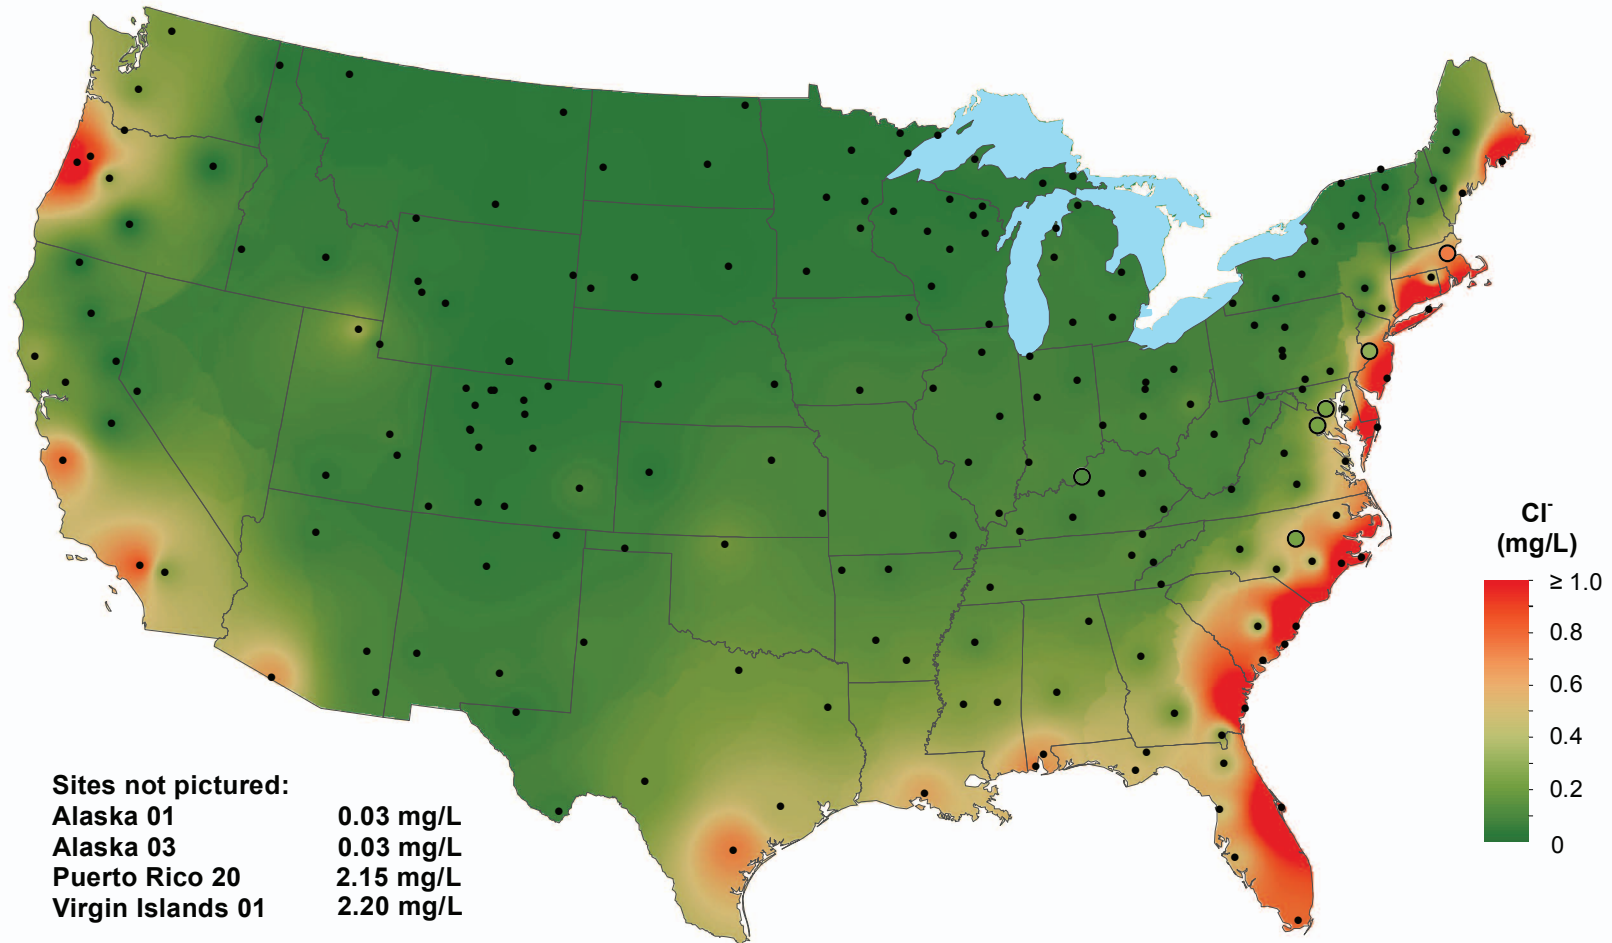 Cl-
(mg/L)
≥ 1.0
0.8
0.6
0.4
0.2
0
Sites not pictured:
Alaska 01 0.03 mg/L
Alaska 03 0.03 mg/L
Puerto Rico 20 2.15 mg/L
Virgin Islands 01 2.20 mg/L